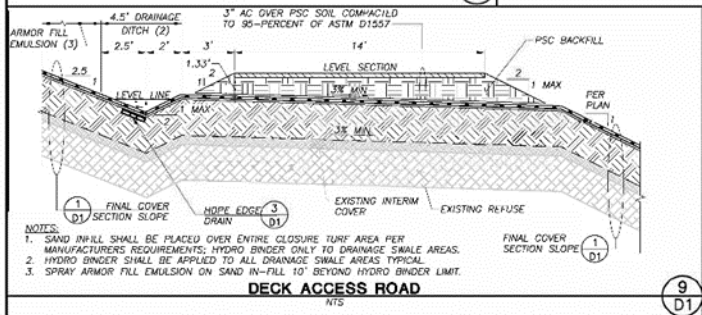 4.5' DRAINAGE
DITCH (2)
3" AC OVER PSC SOIL COMPACTED
TO 95-PERCENT OF ASTM D1557
ARMOR FILL
EMULSION (3)
2.5' 2' 3' 14'
PSC BACKFILL
1.33'
LEVEL SECTION
2
1
2
1 MAX
2.5
1
LEVEL LINE
3% MIN
1 MAX
PER
PLAN
3% MIN
1
D1
FINAL COVER
SECTION SLOPE
HDPE EDGE
DRAIN
3
D1
EXISTING INTERIM
COVER
EXISTING REFUSE
FINAL COVER
SECTION SLOPE
1
D1
NOTES:
1. SAND INFILL SHALL BE PLACED OVER ENTIRE CLOSURE TURF AREA PER
MANUFACTURERS REQUIREMENTS; HYDRO BINDER ONLY TO DRAINAGE SWALE AREAS.
2. HYDRO BINDER SHALL BE APPLIED TO ALL DRAINAGE SWALE AREAS TYPICAL.
3. SPRAY ARMOR FILL EMULSION ON SAND IN-FILL 10' BEYOND HYDRO BINDER LIMIT.
DECK ACCESS ROAD
NTS
9
D1